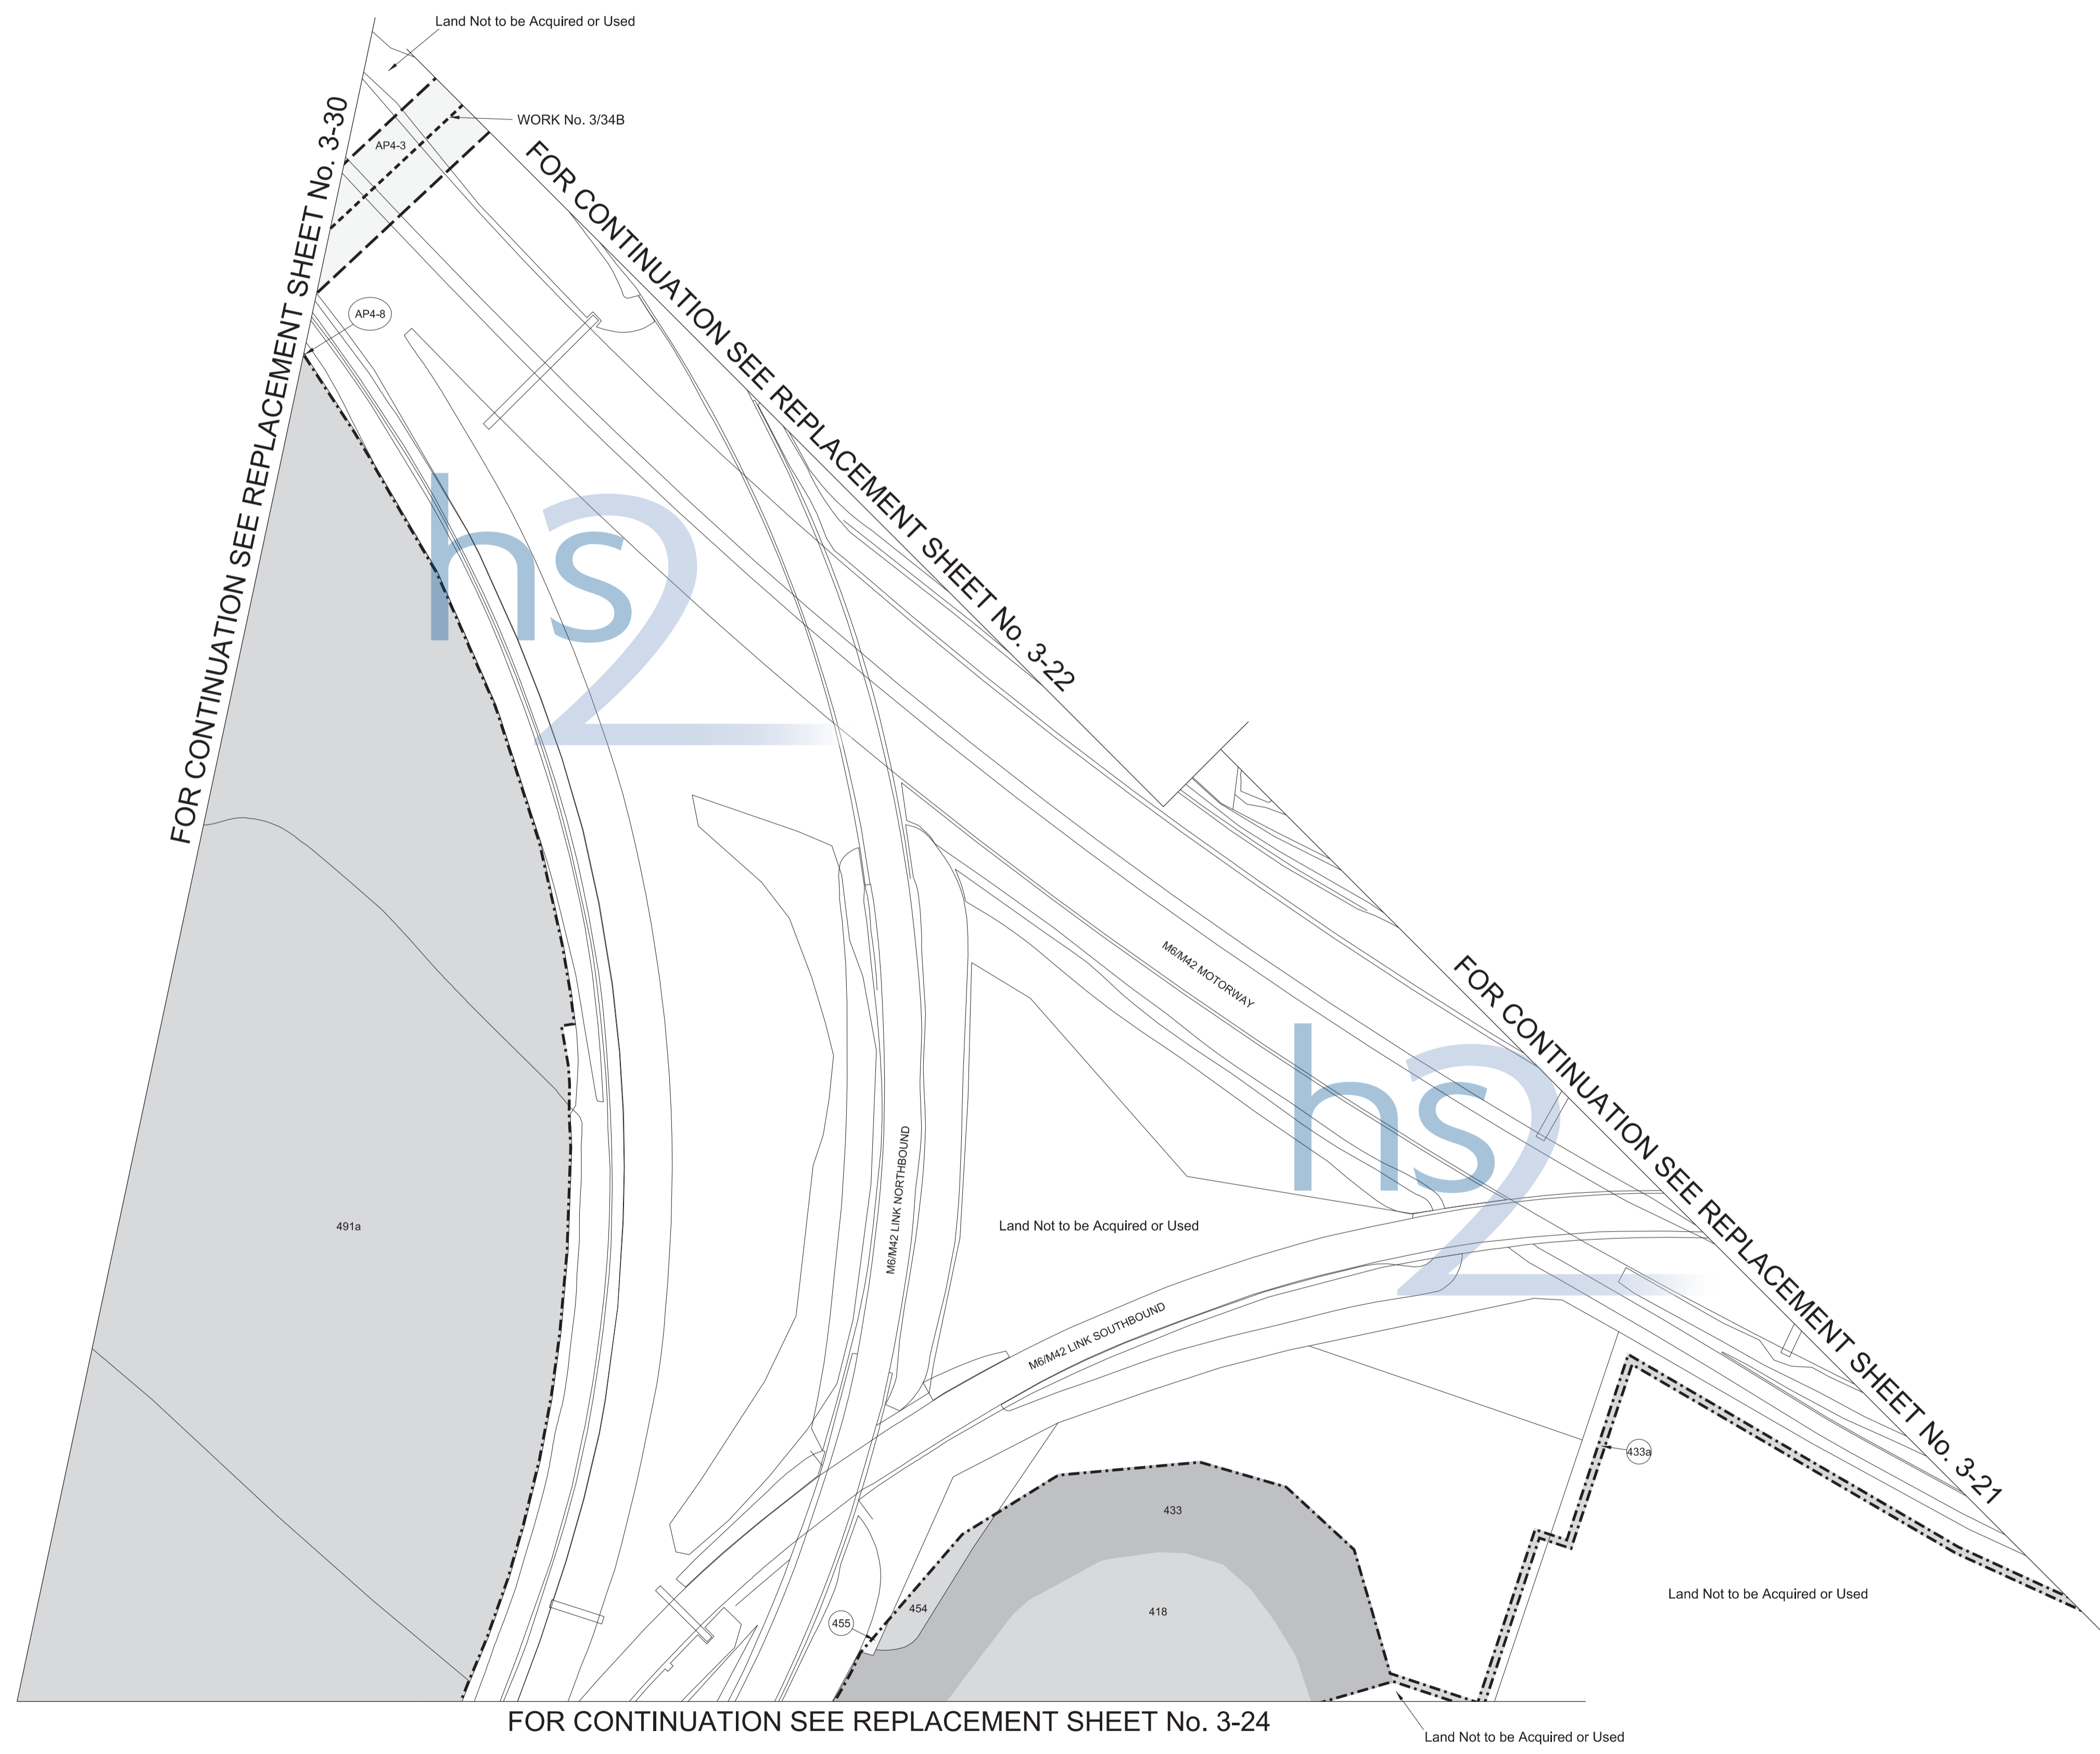 Land Not to be Acquired or Used
WORK No. 3/34B
AP4-3
FOR CONTINUATION SEE REPLACEMENT SHEET No. 3-30
FOR CONTINUATION SEE REPLACEMENT SHEET No. 3-22
AP4-8
hs2
M6/M42 MOTORWAY
FOR CONTINUATION SEE REPLACEMENT SHEET No. 3-21
hs2
M6/M42 LINK NORTHBOUND
491a
Land Not to be Acquired or Used
M6/M42 LINK SOUTHBOUND
433a
433
Land Not to be Acquired or Used
454
418
455
FOR CONTINUATION SEE REPLACEMENT SHEET No. 3-24
Land Not to be Acquired or Used